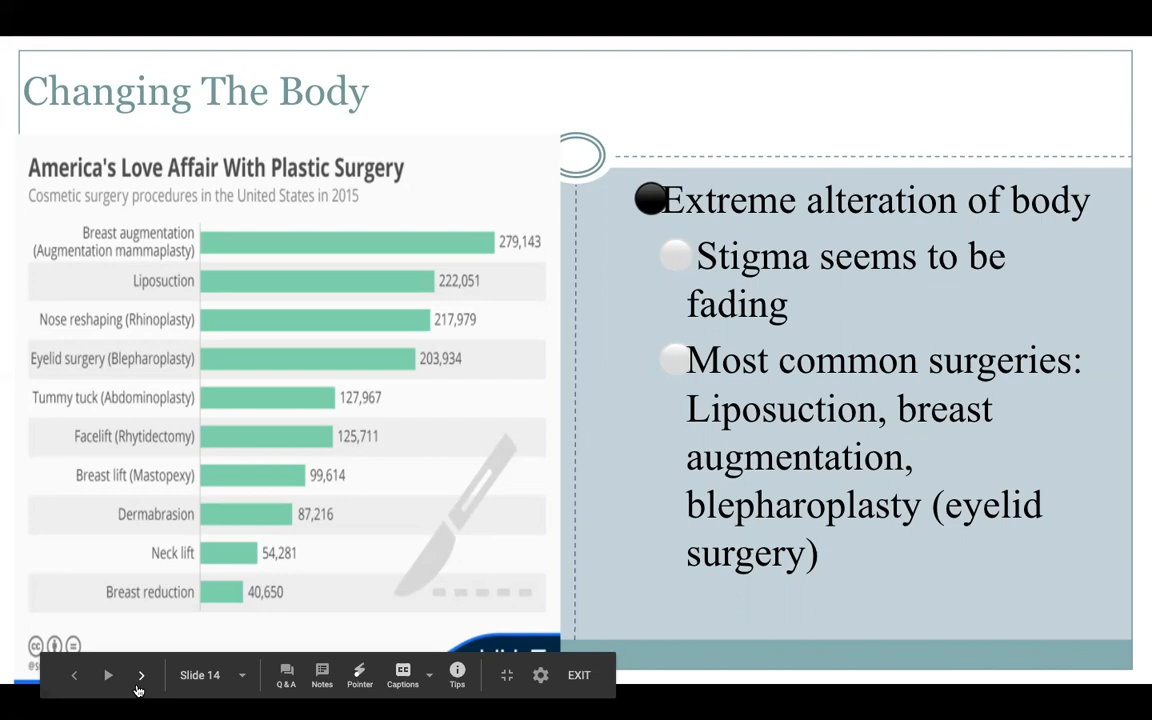 Changing The Body
America's Love Affair With Plastic Surgery
Cosmetic surgery procedures in the United States in 2015
Breast augmentation
(Augmentation mammaplasty)
279,143
Liposuction
222,051
Nose reshaping (Rhinoplasty)
217,979
Eyelid surgery (Blepharoplasty)
203,934
Tummy tuck (Abdominoplasty)
127,967
Facelift (Rhytidectomy)
125,711
Breast lift (Mastopexy)
99,614
Dermabrasion
87,216
Neck lift
54,281
Breast reduction
40,650
Extreme alteration of body
Stigma seems to be
fading
Most common surgeries:
Liposuction, breast
augmentation,
blepharoplasty (eyelid
surgery)
Slide 14
Q & A
Notes
Pointer
Captions
Tips
EXIT